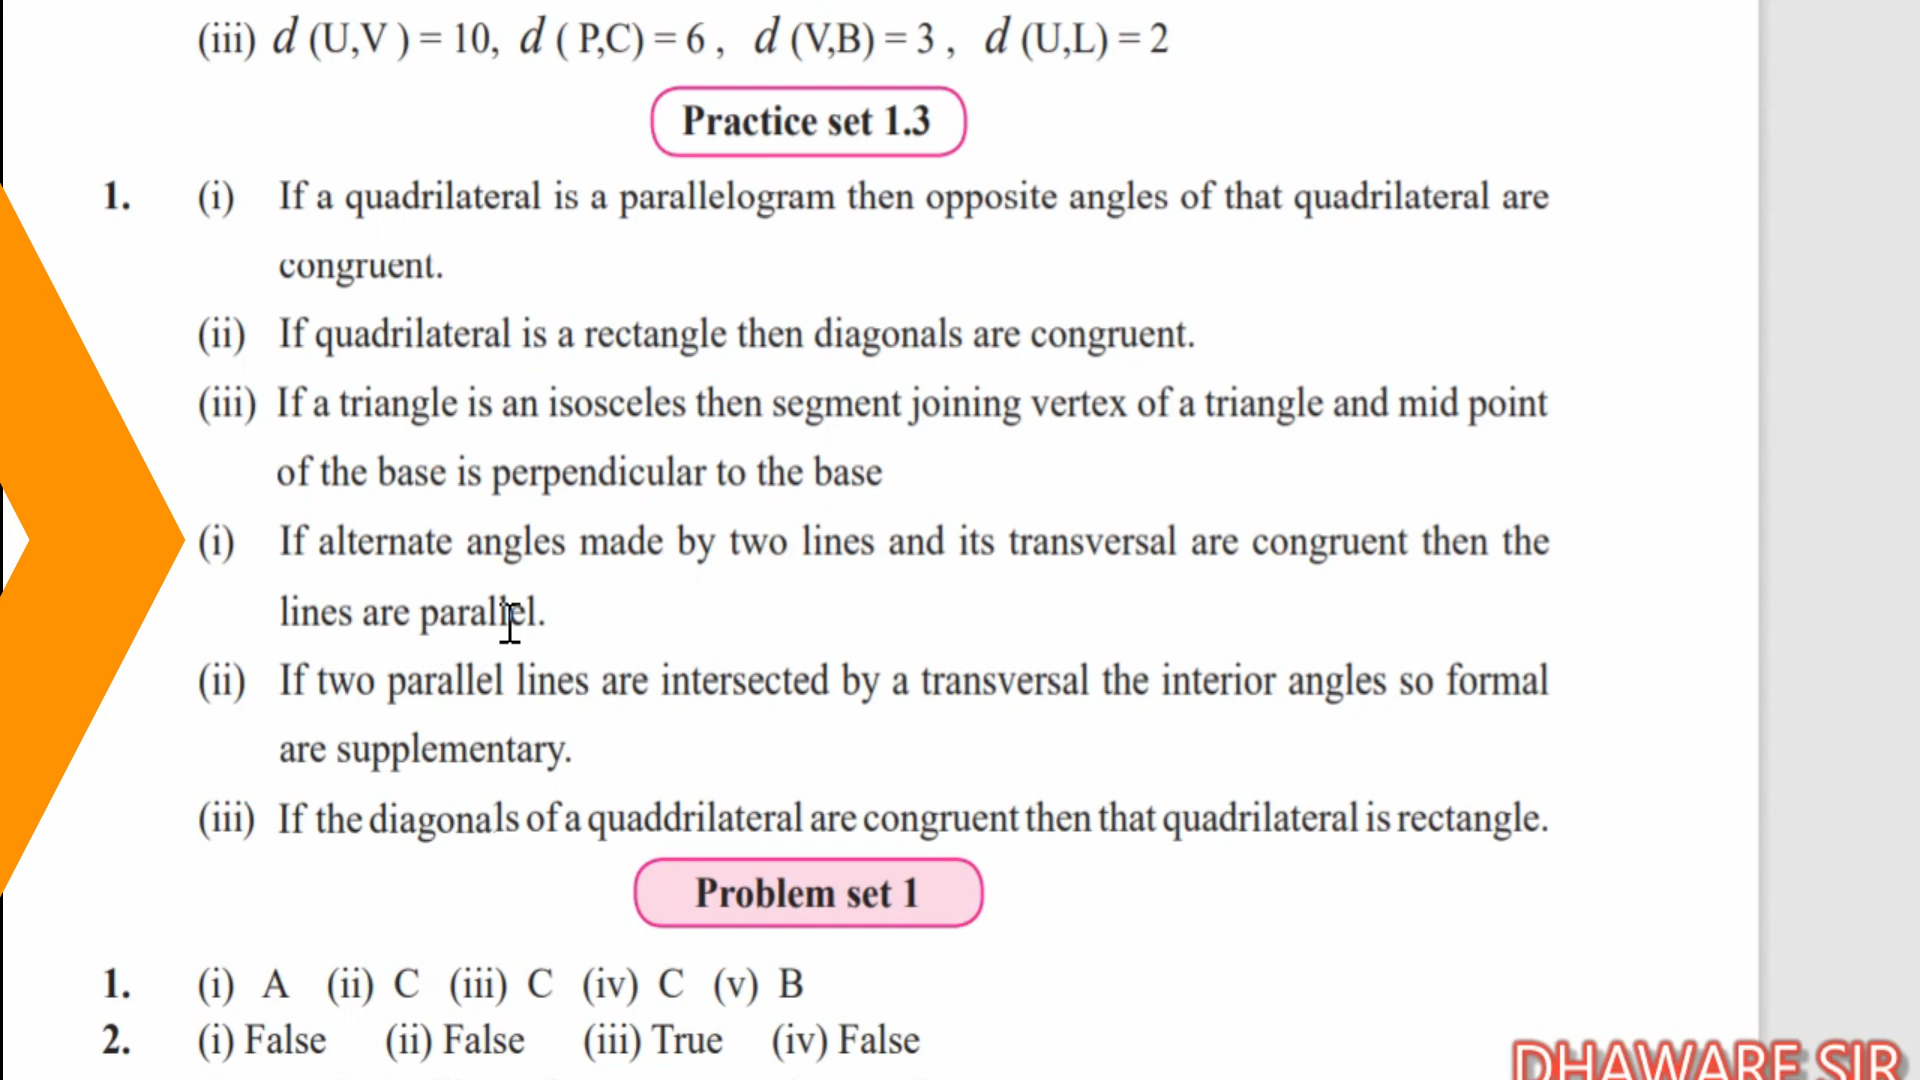 (iii) d (U,V ) = 10, d ( P,C) = 6 , d (V,B) = 3 , d (U,L) = 2
Practice set 1.3
1. (i) If a quadrilateral is a parallelogram then opposite angles of that quadrilateral are
congruent.
(ii) If quadrilateral is a rectangle then diagonals are congruent.
(iii) If a triangle is an isosceles then segment joining vertex of a triangle and mid point
of the base is perpendicular to the base
(i) If alternate angles made by two lines and its transversal are congruent then the
lines are parallel.
(ii) If two parallel lines are intersected by a transversal the interior angles so formal
are supplementary.
(iii) If the diagonals of a quaddrilateral are congruent then that quadrilateral is rectangle.
Problem set 1
1. (i) A (ii) C (iii) C (iv) C (v) B
2. (i) False (ii) False (iii) True (iv) False
DHAWARE SIR